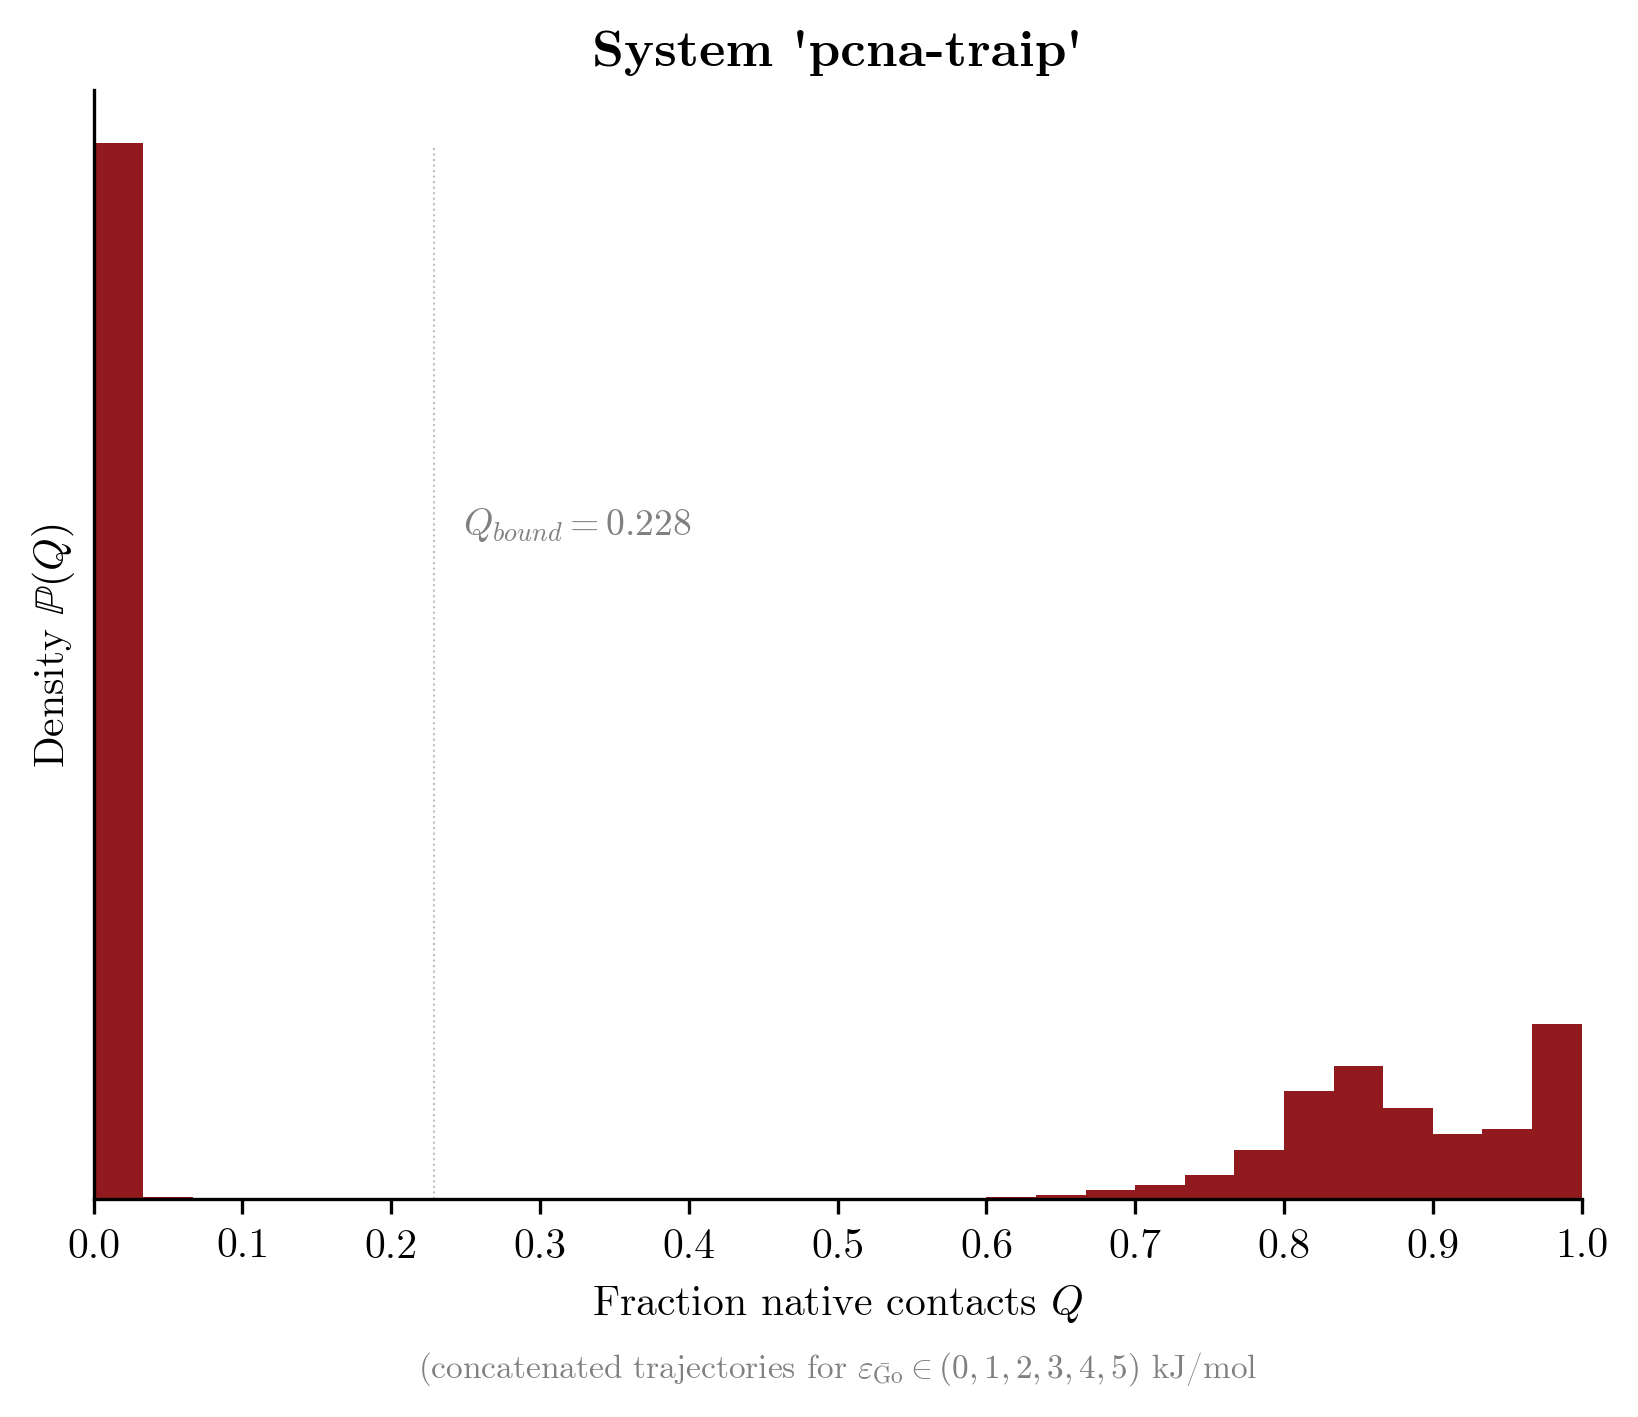 System 'pcna-traip'
Density ℙ(Q)
Q_bound = 0.228
0.0 0.1 0.2 0.3 0.4 0.5 0.6 0.7 0.8 0.9 1.0
Fraction native contacts Q
(concatenated trajectories for ε_Ḡo ∈ (0, 1, 2, 3, 4, 5) kJ/mol